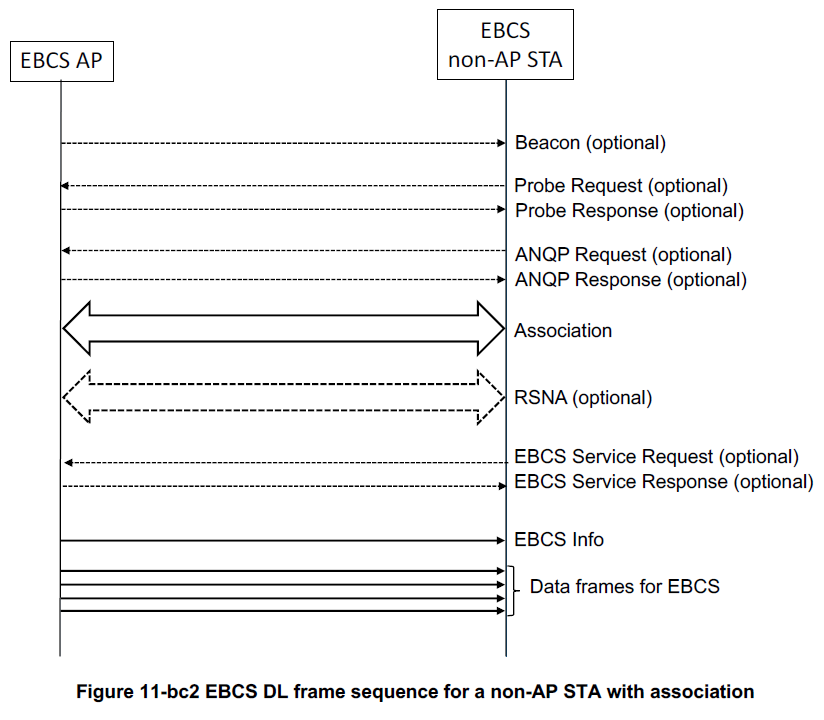 EBCS AP
EBCS
non-AP STA
Beacon (optional)
Probe Request (optional)
Probe Response (optional)
ANQP Request (optional)
ANQP Response (optional)
Association
RSNA (optional)
EBCS Service Request (optional)
EBCS Service Response (optional)
EBCS Info
Data frames for EBCS
Figure 11-bc2 EBCS DL frame sequence for a non-AP STA with association